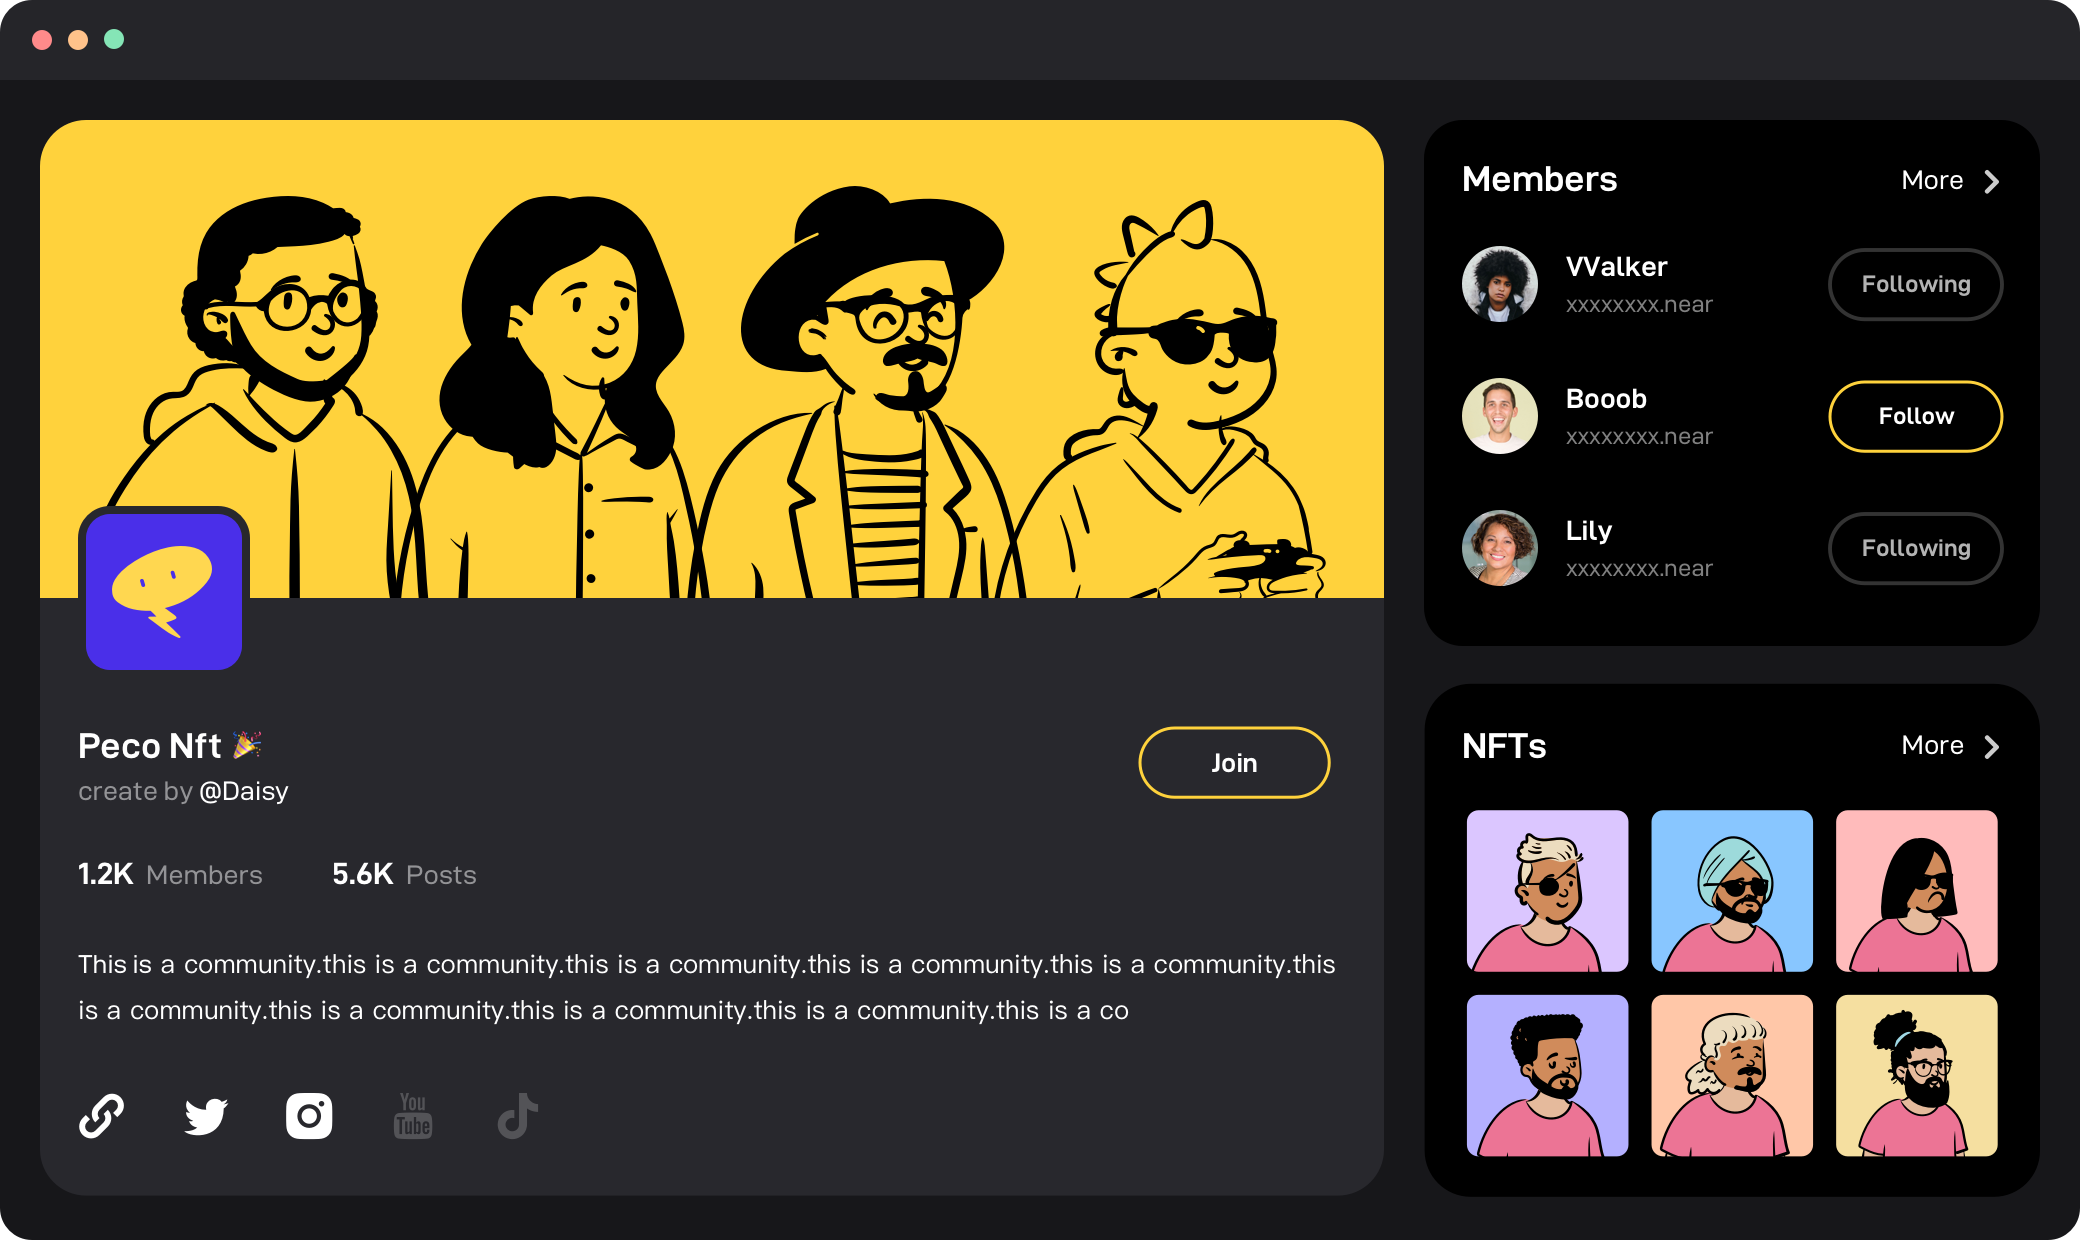 Peco Nft 🎉
create by @Daisy
Join
1.2K Members 5.6K Posts
This is a community.this is a community.this is a community.this is a community.this is a community.this
is a community.this is a community.this is a community.this is a community.this is a co
You
Tube
Members
More
VValker
xxxxxxxx.near
Following
Booob
xxxxxxxx.near
Follow
Lily
xxxxxxxx.near
Following
NFTs
More